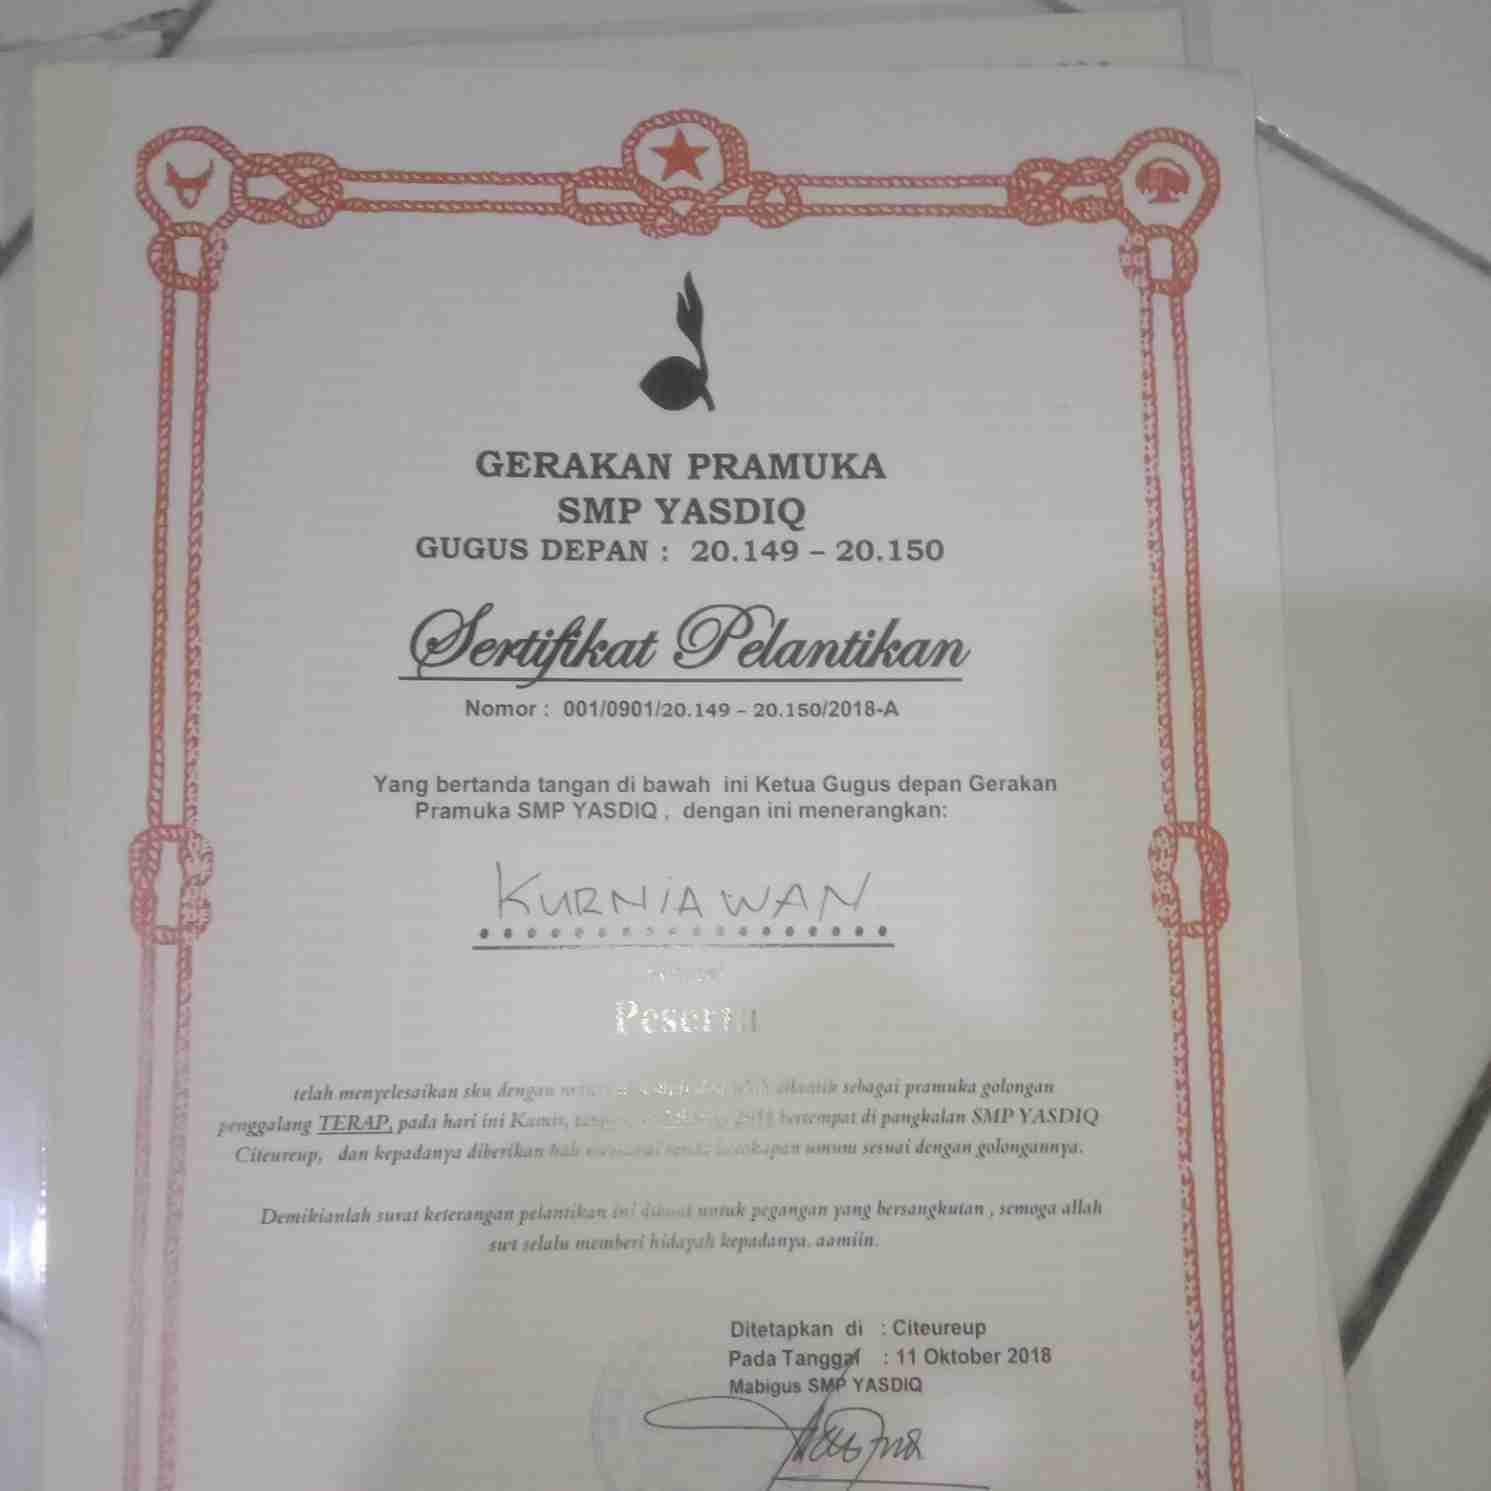 GERAKAN PRAMUKA
SMP YASDIQ
GUGUS DEPAN : 20.149 – 20.150
Sertifikat Pelantikan
Nomor : 001/0901/20.149 – 20.150/2018-A
Yang bertanda tangan di bawah ini Ketua Gugus depan Gerakan
Pramuka SMP YASDIQ , dengan ini menerangkan:
KURNIAWAN
Peserta
telah menyelesaikan sku dengan dilantik sebagai pramuka golongan
penggalang TERAP, pada hari ini Kamis, 2018 bertempat di pangkalan SMP YASDIQ
Citeureup, dan kepadanya diberikan hak kecakapan umum sesuai dengan golongannya.
Demikianlah surat keterangan pelantikan ini dibuat untuk pegangan yang bersangkutan , semoga allah
swt selalu memberi hidayah kepadanya. aamiin.
Ditetapkan di : Citeureup
Pada Tanggal : 11 Oktober 2018
Mabigus SMP YASDIQ